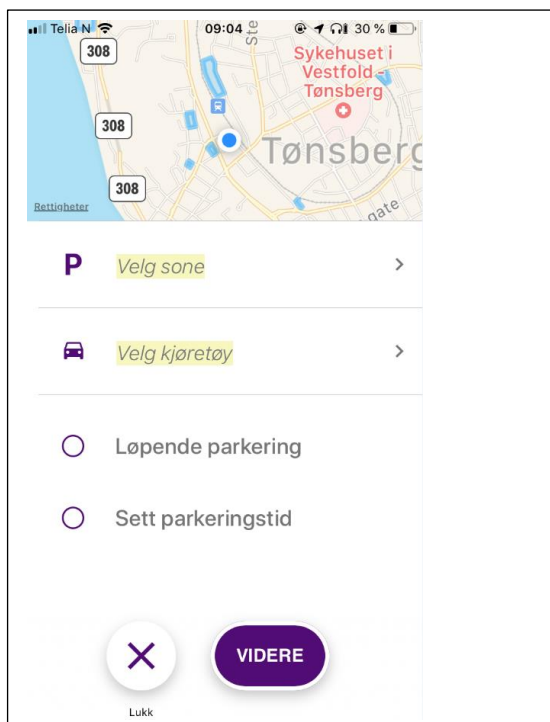 Telia N 09:04 30 %
308
Ste
Sykehuset i
Vestfold -
Tønsberg
308
Tønsberg
308
Rettigheter
gate
P Velg sone
Velg kjøretøy
Løpende parkering
Sett parkeringstid
VIDERE
Lukk